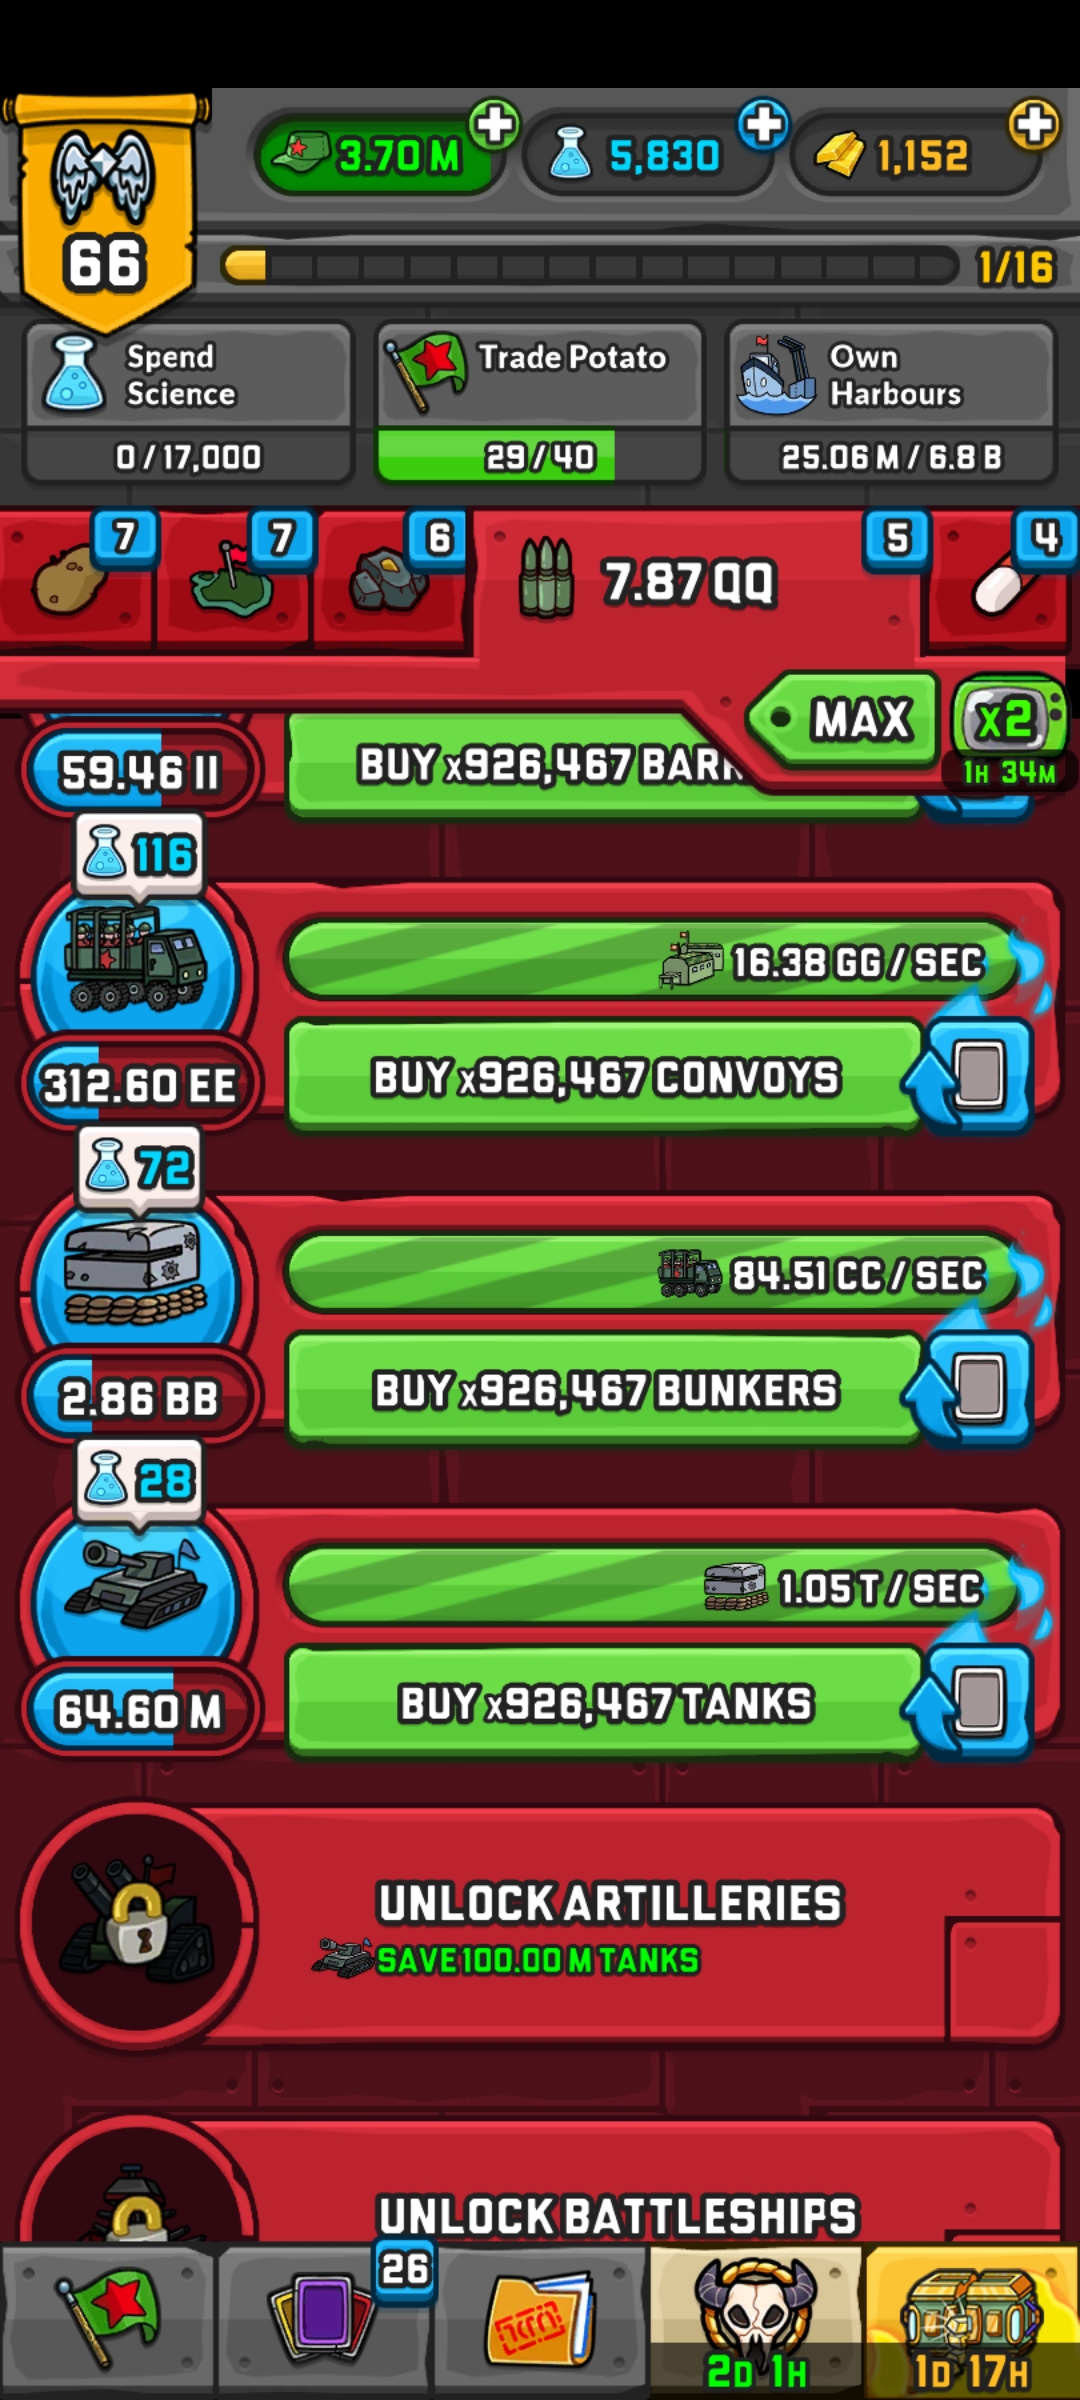 3.70 M
5,830
1,152
66
1/16
Spend
Science
0 / 17,000
Trade Potato
29 / 40
Own
Harbours
25.06 M / 6.8 B
7
7
6
7.87 QQ
5
4
MAX
x2
1H 34M
59.46 II
BUY x926,467
116
16.38 GG / SEC
312.60 EE
BUY x926,467 CONVOYS
72
84.51 CC / SEC
2.86 BB
BUY x926,467 BUNKERS
28
1.05 T / SEC
64.60 M
BUY x926,467 TANKS
UNLOCK ARTILLERIES
SAVE 100.00 M TANKS
UNLOCK BATTLESHIPS
26
2D 1H
1D 17H